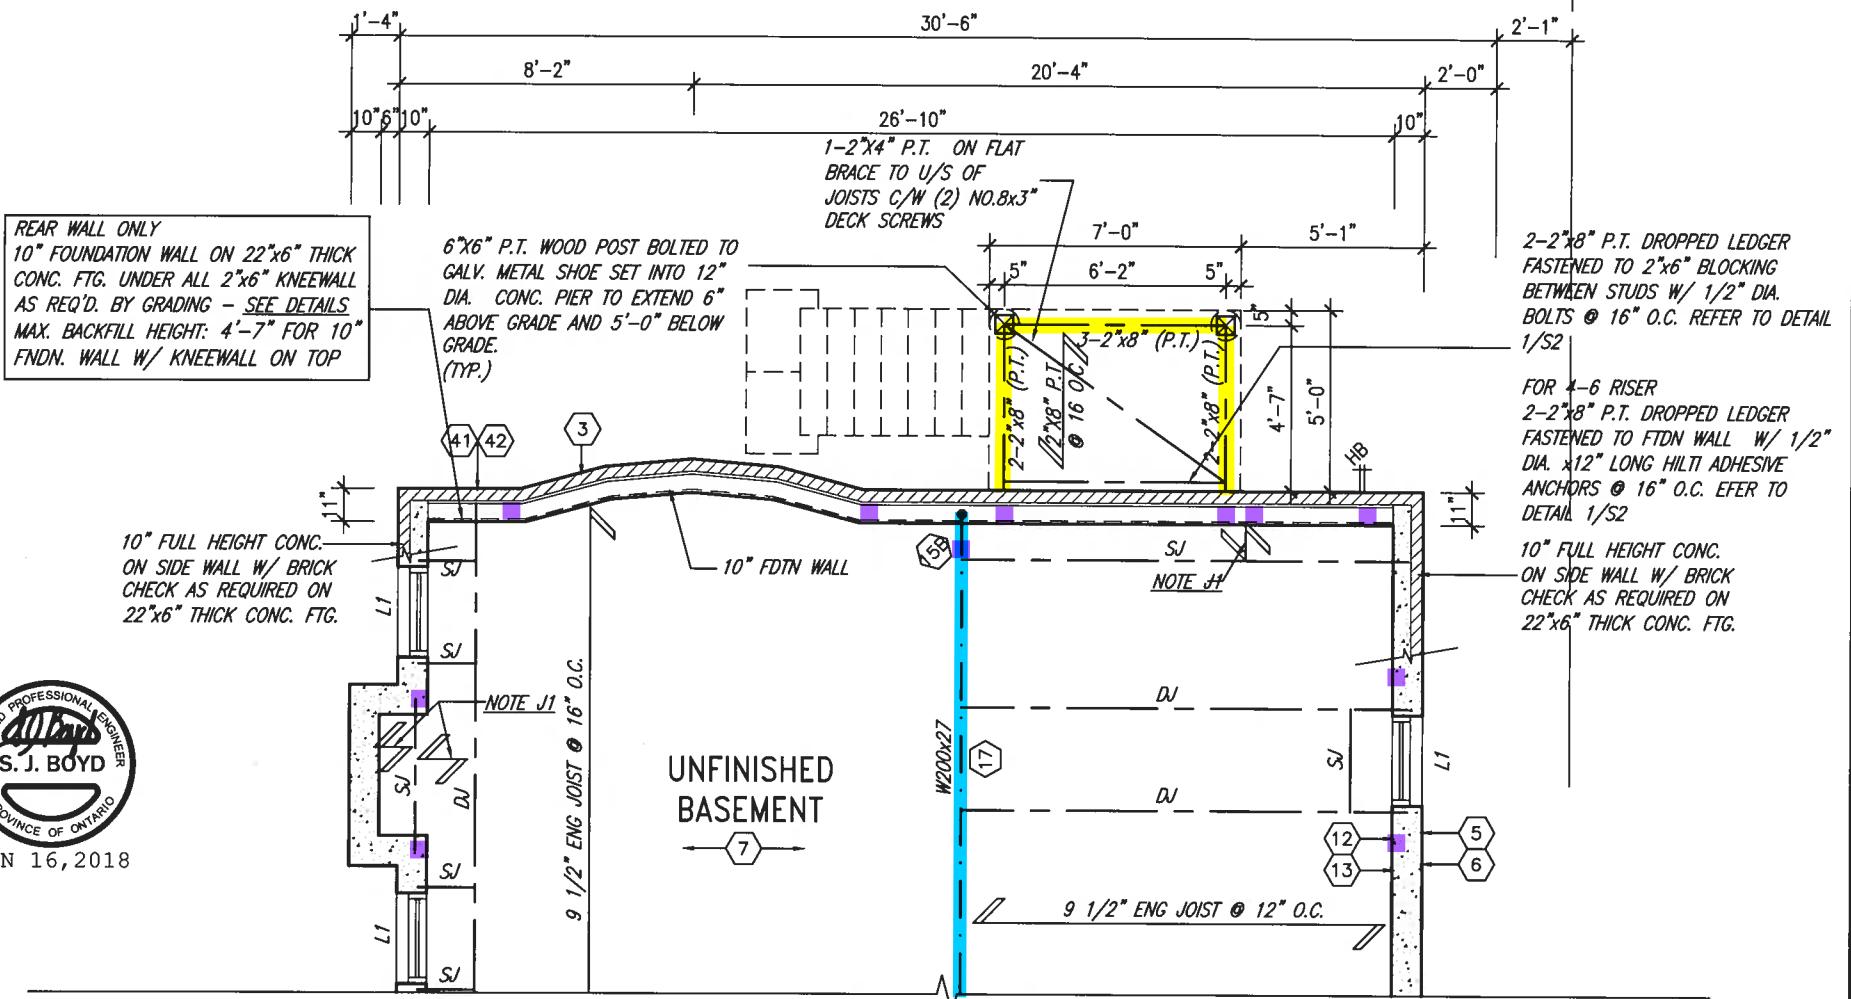 1'-4"
30'-6"
2'-1"
8'-2"
20'-4"
2'-0"
10"
6"
10"
26'-10"
10"
1-2"X4" P.T. ON FLAT
BRACE TO U/S OF
JOISTS C/W (2) NO.8x3"
DECK SCREWS
REAR WALL ONLY
10" FOUNDATION WALL ON 22"x6" THICK
CONC. FTG. UNDER ALL 2"x6" KNEEWALL
AS REQ'D. BY GRADING - SEE DETAILS
MAX. BACKFILL HEIGHT: 4'-7" FOR 10"
FNDN. WALL W/ KNEEWALL ON TOP
6"X6" P.T. WOOD POST BOLTED TO
GALV. METAL SHOE SET INTO 12"
DIA. CONC. PIER TO EXTEND 6"
ABOVE GRADE AND 5'-0" BELOW
GRADE.
(TYP.)
7'-0"
5'-1"
5"
6'-2"
5"
5"
3-2"x8" (P.T.)
2-2"x8" (P.T.)
2"X8" P.T.
@ 16 O/C
2-2"x8" (P.T.)
4'-7"
5'-0"
2-2"x8" P.T. DROPPED LEDGER
FASTENED TO 2"x6" BLOCKING
BETWEEN STUDS W/ 1/2" DIA.
BOLTS @ 16" O.C. REFER TO DETAIL
1/S2
FOR 4-6 RISER
2-2"x8" P.T. DROPPED LEDGER
FASTENED TO FTDN WALL W/ 1/2"
DIA. x12" LONG HILTI ADHESIVE
ANCHORS @ 16" O.C. EFER TO
DETAIL 1/S2
10" FULL HEIGHT CONC.
ON SIDE WALL W/ BRICK
CHECK AS REQUIRED ON
22"x6" THICK CONC. FTG.
41
42
3
HB
11"
11"
10" FULL HEIGHT CONC.
ON SIDE WALL W/ BRICK
CHECK AS REQUIRED ON
22"x6" THICK CONC. FTG.
10" FDTN WALL
15B
SJ
NOTE J1
SJ
L1
SJ
NOTE J1
SJ
DJ
SJ
L1
SJ
9 1/2" ENG JOIST @ 16" O.C.
UNFINISHED
BASEMENT
7
W200x27
17
DJ
DJ
SJ
L1
12
13
5
6
9 1/2" ENG JOIST @ 12" O.C.
PROFESSIONAL ENGINEER
S. J. BOYD
PROVINCE OF ONTARIO
N 16,2018